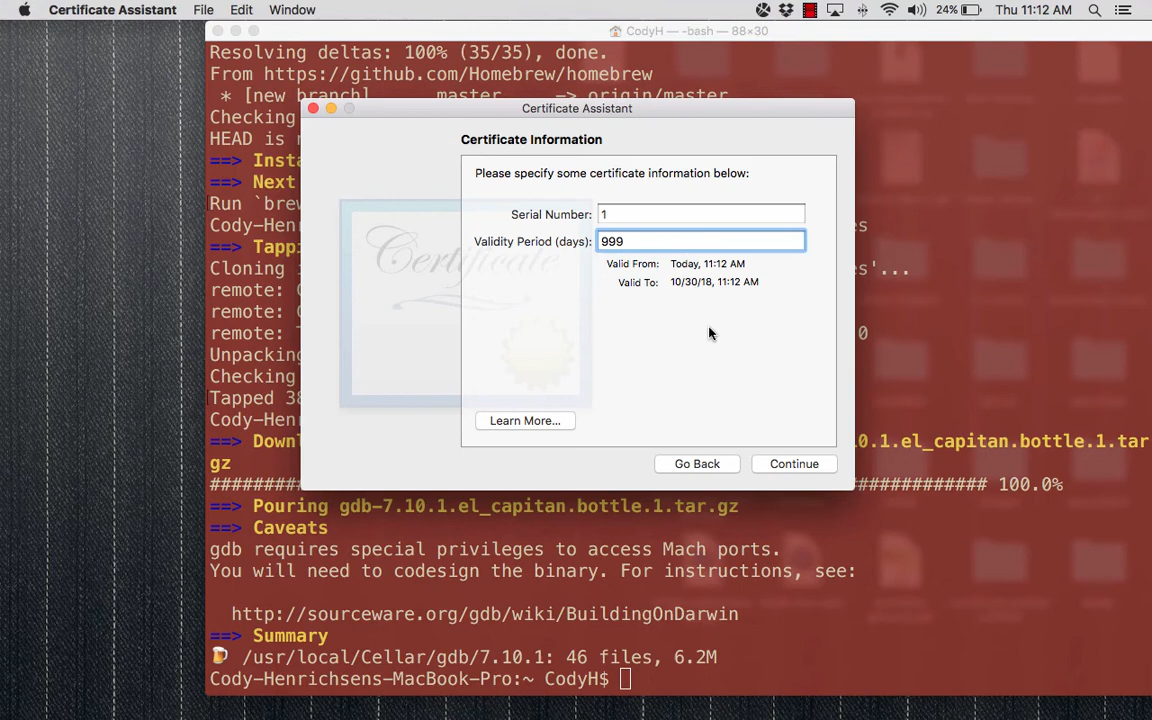 Certificate Assistant File Edit Window 24% Thu 11:12 AM
CodyH — -bash — 88×30
Resolving deltas: 100% (35/35), done.
From https://github.com/Homebrew/homebrew
* [new branch] master -> origin/master
Checking
HEAD is
==> Insta
==> Next
Run `brew
Cody-Hen es
==> Tappi
Cloning i es'...
remote: C
remote: C
remote: T 0
Unpacking
Checking
Tapped 38
Cody-Hen
==> Down 0.1.el_capitan.bottle.1.tar
gz
100.0%
==> Pouring gdb-7.10.1.el_capitan.bottle.1.tar.gz
==> Caveats
gdb requires special privileges to access Mach ports.
You will need to codesign the binary. For instructions, see:
http://sourceware.org/gdb/wiki/BuildingOnDarwin
==> Summary
/usr/local/Cellar/gdb/7.10.1: 46 files, 6.2M
Cody-Henrichsens-MacBook-Pro:~ CodyH$
Certificate Assistant
Certificate Information
Please specify some certificate information below:
Serial Number: 1
Validity Period (days): 999
Valid From: Today, 11:12 AM
Valid To: 10/30/18, 11:12 AM
Certificate
Learn More...
Go Back Continue